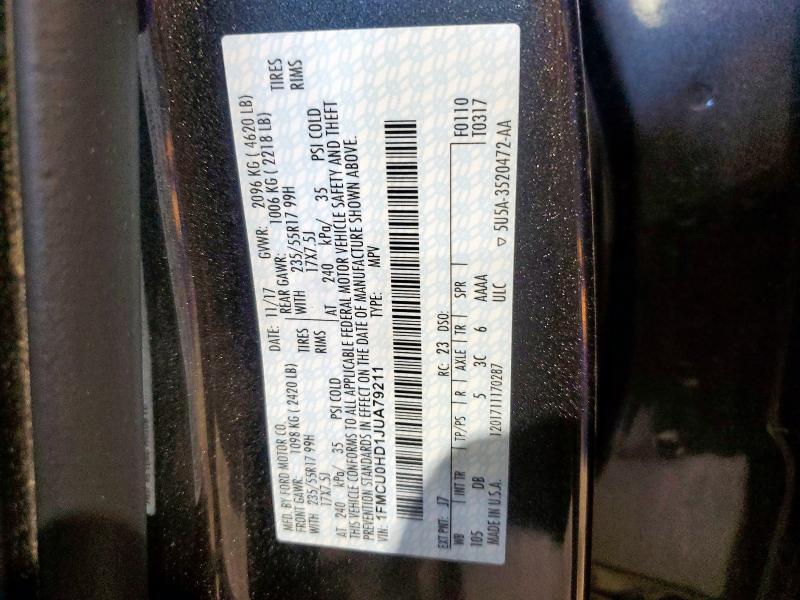 MFD. BY FORD MOTOR CO.
DATE: 11/17 GVWR: 2096 KG ( 4620 LB)
FRONT GAWR: 1098 KG ( 2420 LB) REAR GAWR: 1006 KG ( 2218 LB)
WITH 235/55R17 99H TIRES WITH 235/55R17 99H TIRES
17X7.5J RIMS 17X7.5J RIMS
AT 240 kPa/ 35 PSI COLD AT 240 kPa/ 35 PSI COLD
THIS VEHICLE CONFORMS TO ALL APPLICABLE FEDERAL MOTOR VEHICLE SAFETY AND THEFT
PREVENTION STANDARDS IN EFFECT ON THE DATE OF MANUFACTURE SHOWN ABOVE.
VIN: 1FMCU0HD1JUA79211 TYPE: MPV
EXT PNT: J7 RC: 23 DSO: F0110
WB INT TR TP/PS R AXLE TR SPR T0317
105 DB 5 3C 6 AAAA
MADE IN U.S.A. 12017111170287 ULC ▽ 5U5A-3520472-AA